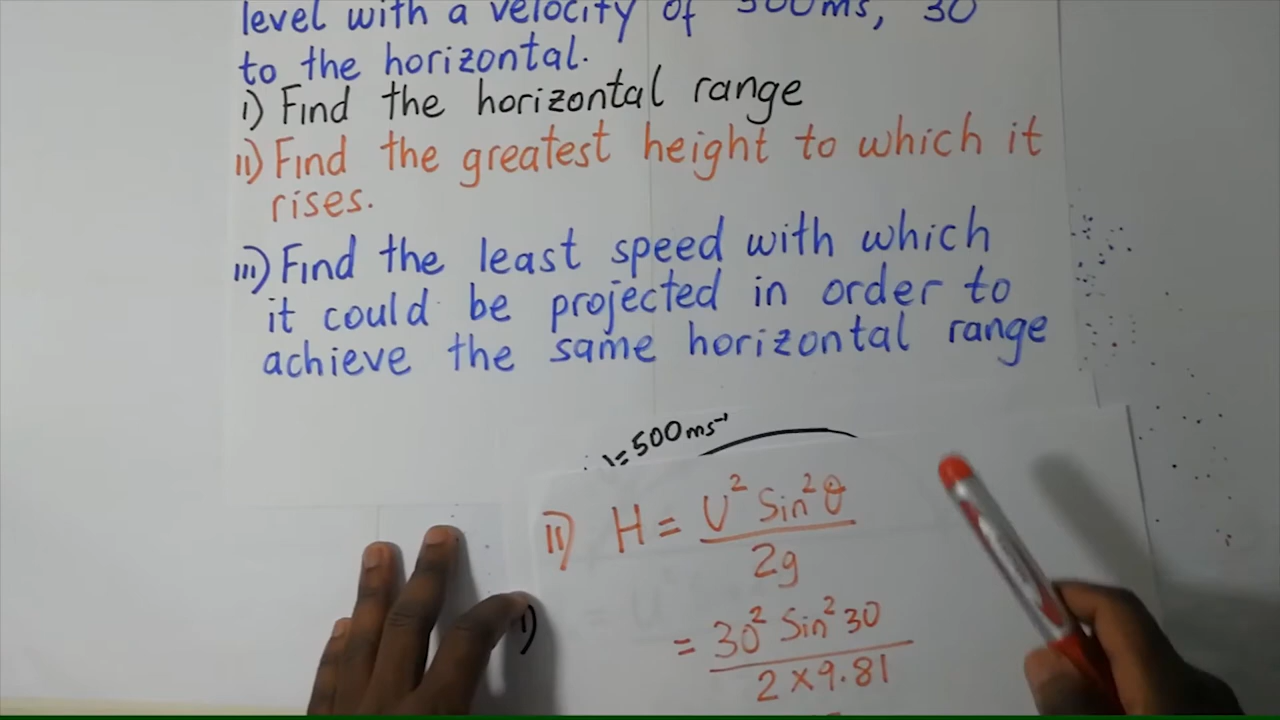 level with a velocity of 500ms, 30
to the horizontal.
i) Find the horizontal range
ii) Find the greatest height to which it
rises.
iii) Find the least speed with which
it could be projected in order to
achieve the same horizontal range
=500ms⁻¹
II) H = U² Sin²θ
2g
= 30² Sin²30
2×9.81